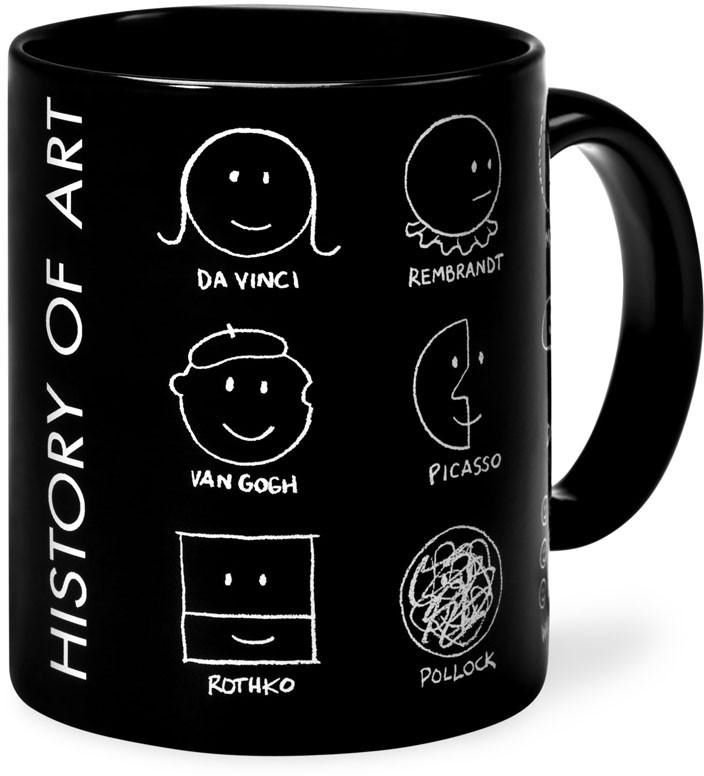 HISTORY OF ART
DA VINCI
REMBRANDT
VAN GOGH
PICASSO
ROTHKO
POLLOCK